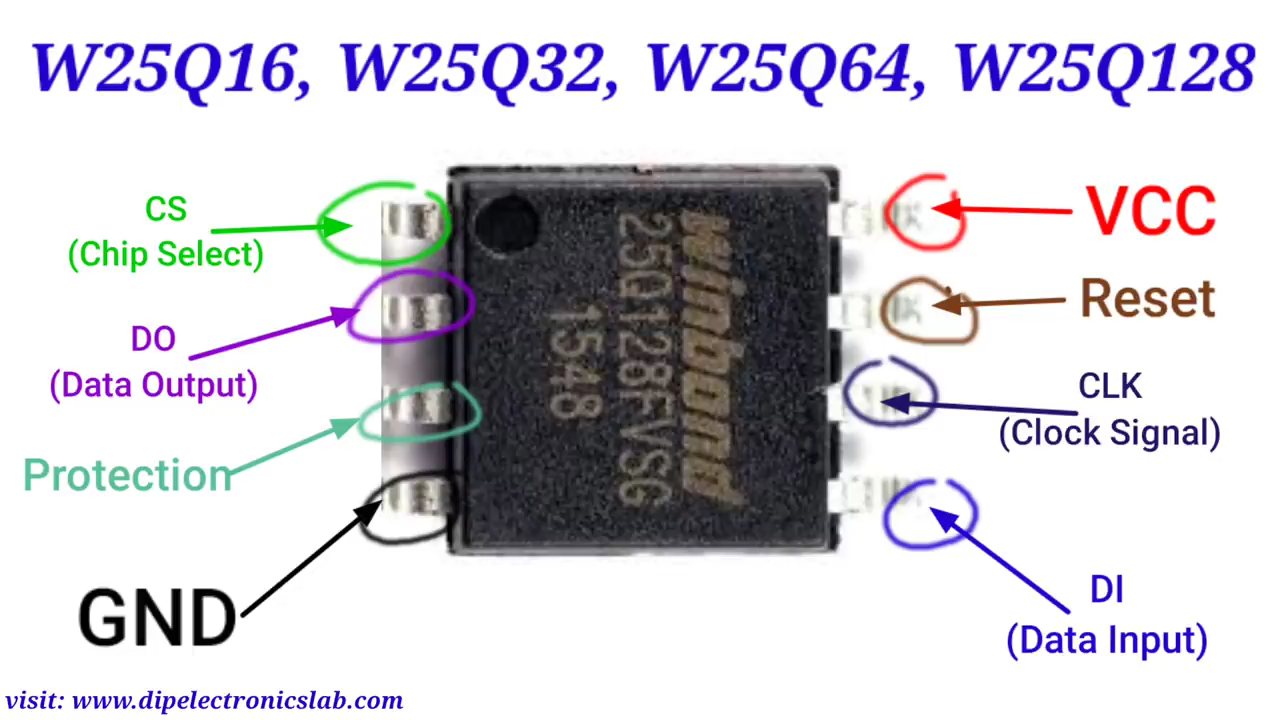 W25Q16, W25Q32, W25Q64, W25Q128
CS
(Chip Select)
DO
(Data Output)
Protection
GND
winbond
25Q128FVSG
1548
VCC
Reset
CLK
(Clock Signal)
DI
(Data Input)
visit: www.dipelectronicslab.com